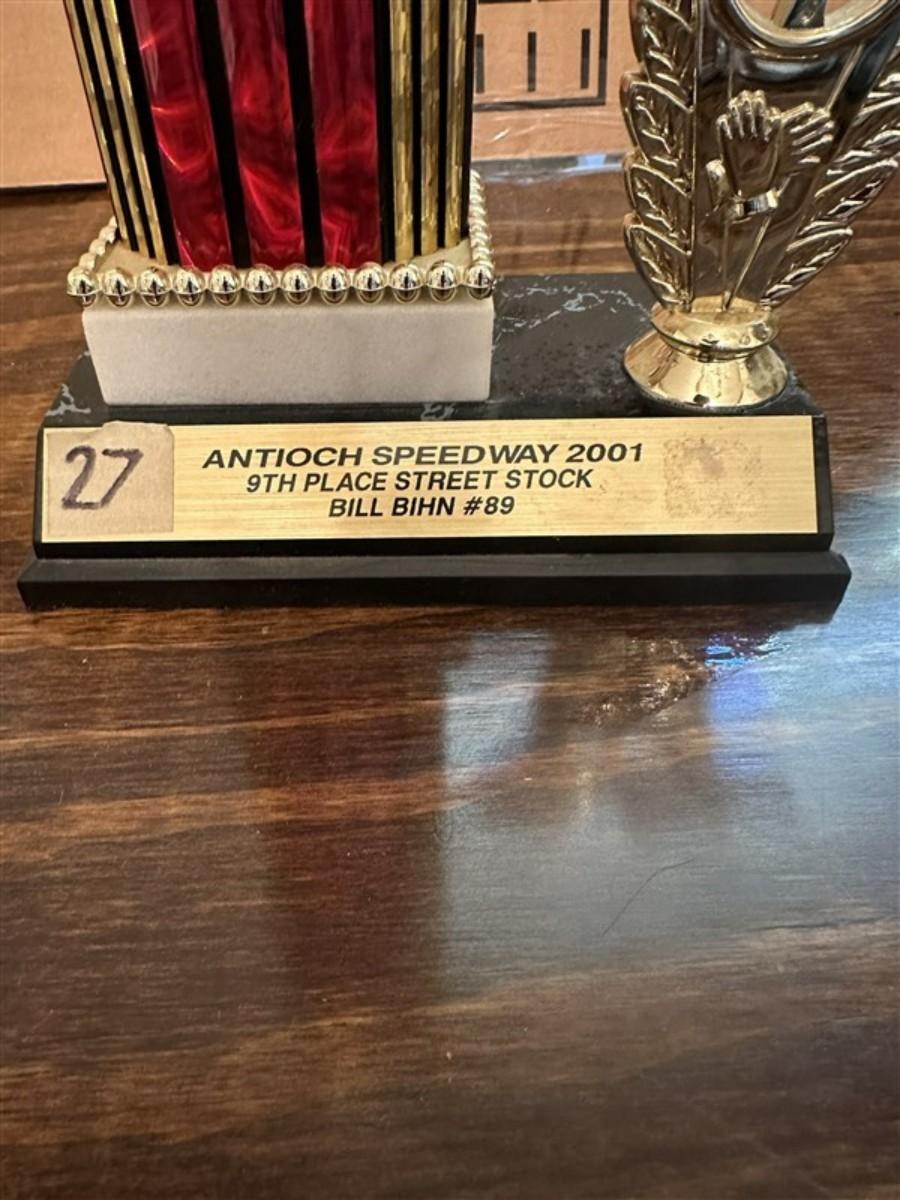 27
ANTIOCH SPEEDWAY 2001
9TH PLACE STREET STOCK
BILL BIHN #89